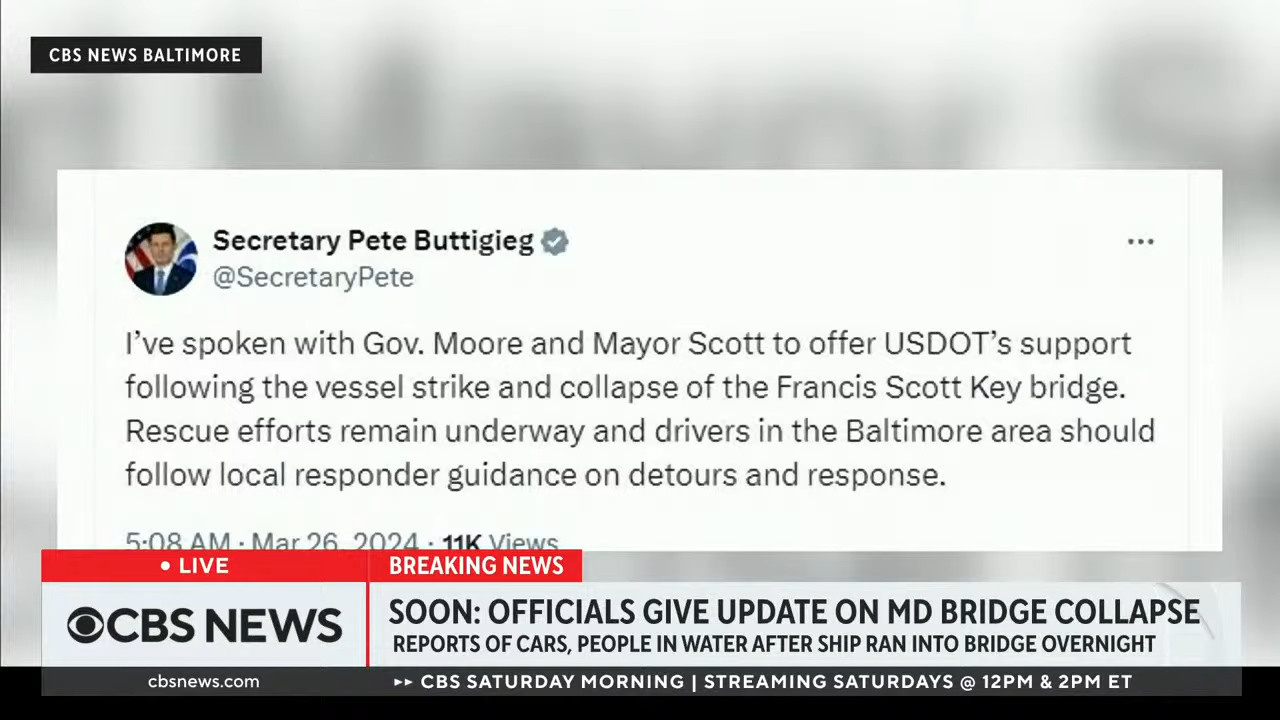 CBS NEWS BALTIMORE
Secretary Pete Buttigieg
@SecretaryPete
I've spoken with Gov. Moore and Mayor Scott to offer USDOT's support
following the vessel strike and collapse of the Francis Scott Key bridge.
Rescue efforts remain underway and drivers in the Baltimore area should
follow local responder guidance on detours and response.
5:08 AM · Mar 26, 2024 · 11K Views
• LIVE
BREAKING NEWS
CBS NEWS
SOON: OFFICIALS GIVE UPDATE ON MD BRIDGE COLLAPSE
REPORTS OF CARS, PEOPLE IN WATER AFTER SHIP RAN INTO BRIDGE OVERNIGHT
cbsnews.com
CBS SATURDAY MORNING | STREAMING SATURDAYS @ 12PM & 2PM ET